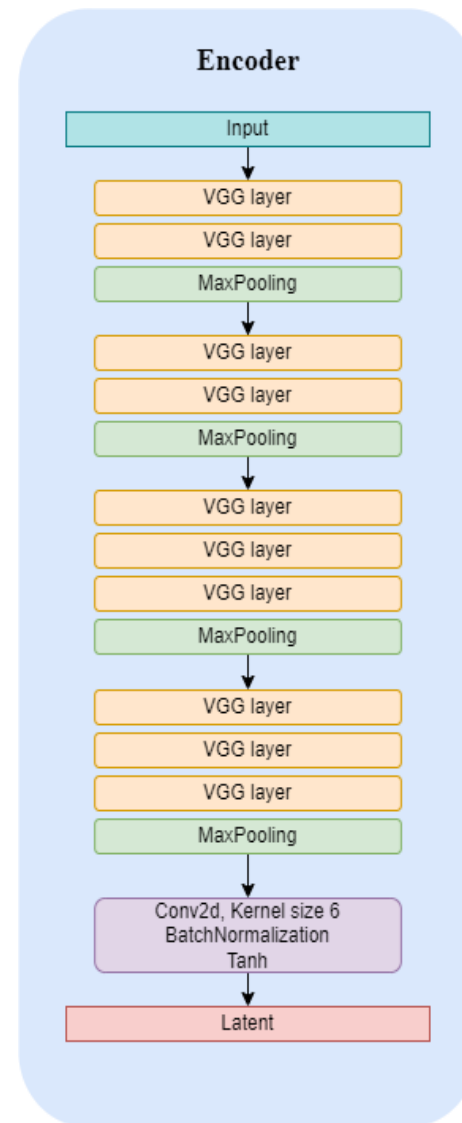 Encoder
Input
VGG layer
VGG layer
MaxPooling
VGG layer
VGG layer
MaxPooling
VGG layer
VGG layer
VGG layer
MaxPooling
VGG layer
VGG layer
VGG layer
MaxPooling
Conv2d, Kernel size 6
BatchNormalization
Tanh
Latent